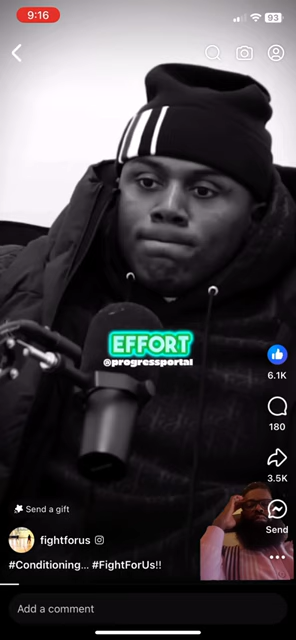 9:16
93
EFFORT
@progressportal
6.1K
180
3.5K
Send a gift
Send
fightforus
#Conditioning... #FightForUs!!
Add a comment